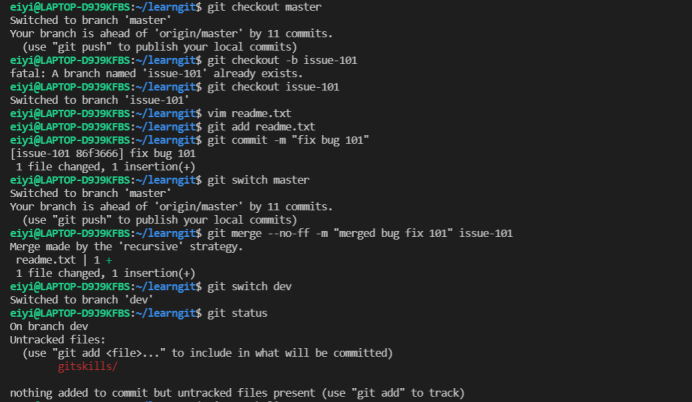 eiyi@LAPTOP-D9J9KFBS:~/learngit$ git checkout master
Switched to branch 'master'
Your branch is ahead of 'origin/master' by 11 commits.
  (use "git push" to publish your local commits)
eiyi@LAPTOP-D9J9KFBS:~/learngit$ git checkout -b issue-101
fatal: A branch named 'issue-101' already exists.
eiyi@LAPTOP-D9J9KFBS:~/learngit$ git checkout issue-101
Switched to branch 'issue-101'
eiyi@LAPTOP-D9J9KFBS:~/learngit$ vim readme.txt
eiyi@LAPTOP-D9J9KFBS:~/learngit$ git add readme.txt
eiyi@LAPTOP-D9J9KFBS:~/learngit$ git commit -m "fix bug 101"
[issue-101 86f3666] fix bug 101
 1 file changed, 1 insertion(+)
eiyi@LAPTOP-D9J9KFBS:~/learngit$ git switch master
Switched to branch 'master'
Your branch is ahead of 'origin/master' by 11 commits.
  (use "git push" to publish your local commits)
eiyi@LAPTOP-D9J9KFBS:~/learngit$ git merge --no-ff -m "merged bug fix 101" issue-101
Merge made by the 'recursive' strategy.
 readme.txt | 1 +
 1 file changed, 1 insertion(+)
eiyi@LAPTOP-D9J9KFBS:~/learngit$ git switch dev
Switched to branch 'dev'
eiyi@LAPTOP-D9J9KFBS:~/learngit$ git status
On branch dev
Untracked files:
  (use "git add <file>..." to include in what will be committed)
        gitskills/

nothing added to commit but untracked files present (use "git add" to track)